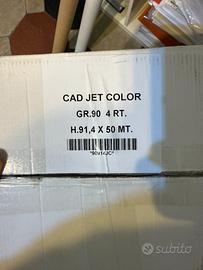 CAD JET COLOR
GR.90 4 RT.
H.91,4 X 50 MT.
subito